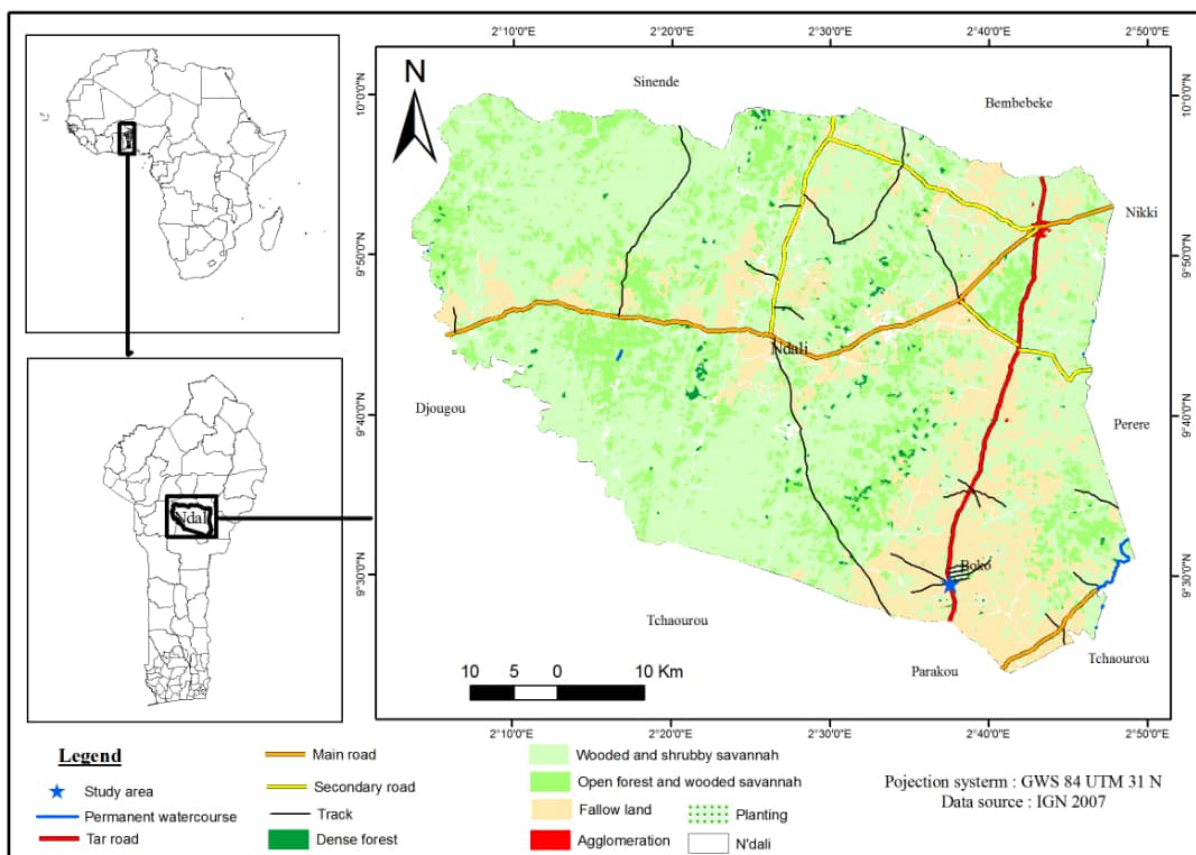 2°10'0"E
2°20'0"E
2°30'0"E
2°40'0"E
2°50'0"E
N
Sinende
Bembebeke
10°0'0"N
10°0'0"N
Nikki
9°50'0"N
9°50'0"N
Ndali
Djougou
Perere
9°40'0"N
9°40'0"N
Ndali
Boko
9°30'0"N
9°30'0"N
Tchaourou
Parakou
Tchaourou
10 5 0 10 Km
2°10'0"E
2°20'0"E
2°30'0"E
2°40'0"E
2°50'0"E
Legend
Study area
Permanent watercourse
Tar road
Main road
Secondary road
Track
Dense forest
Wooded and shrubby savannah
Open forest and wooded savannah
Fallow land
Agglomeration
Planting
N'dali
Pojection systerm : GWS 84 UTM 31 N
Data source : IGN 2007